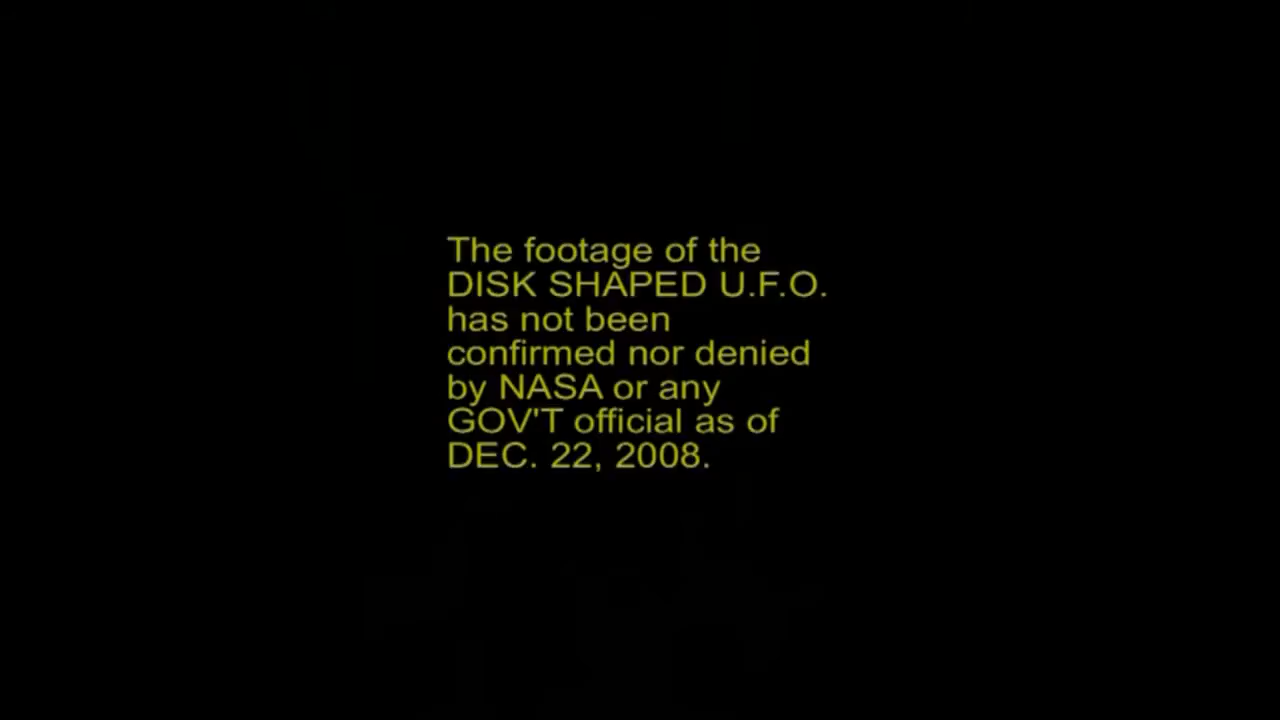 The footage of the
DISK SHAPED U.F.O.
has not been
confirmed nor denied
by NASA or any
GOV'T official as of
DEC. 22, 2008.